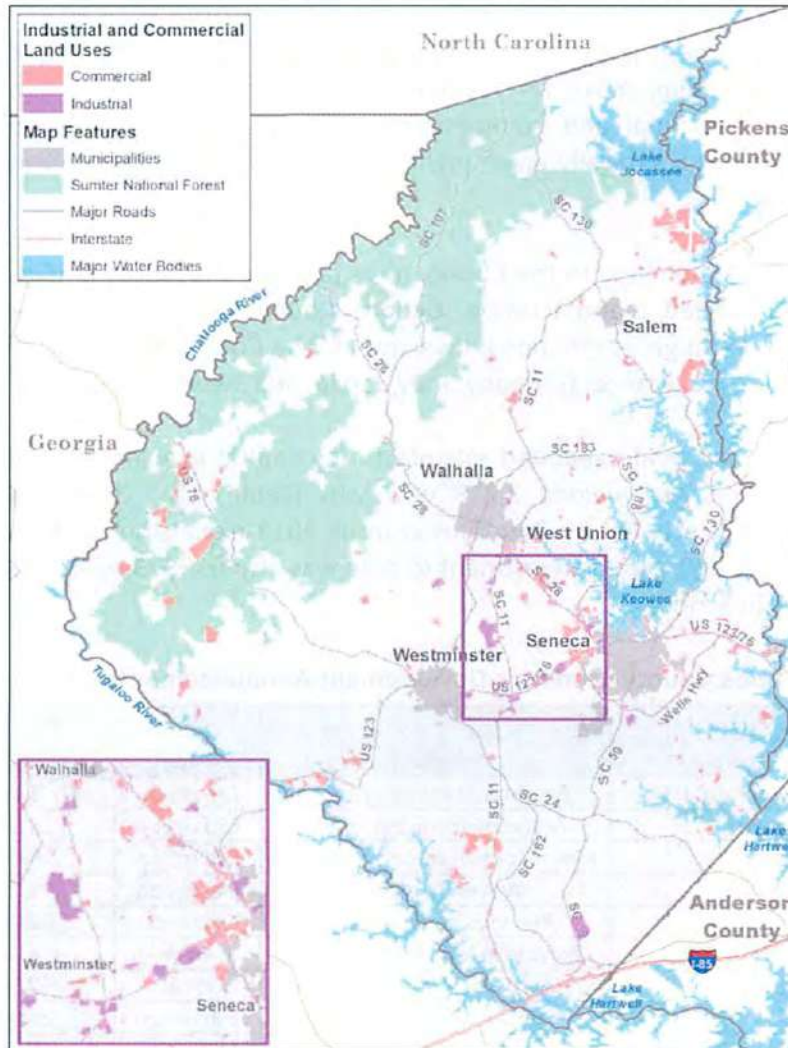 Industrial and Commercial
Land Uses
Commercial
Industrial
Map Features
Municipalities
Sumter National Forest
Major Roads
Interstate
Major Water Bodies
North Carolina
Pickens
County
Lake
Jocassee
SC 107
SC 130
Chattooga River
Salem
SC 28
SC 11
Georgia
US 76
SC 183
Walhalla
SC 28
SC 188
SC 130
West Union
SC 28
Lake
Keowee
SC 11
Seneca
US 123/76
Westminster
US 123/76
Wells Hwy
Tugaloo River
US 123
SC 59
SC 11
SC 24
SC 182
Lake
Hartwell
Anderson
County
I-85
Lake
Hartwell
Walhalla
Westminster
Seneca